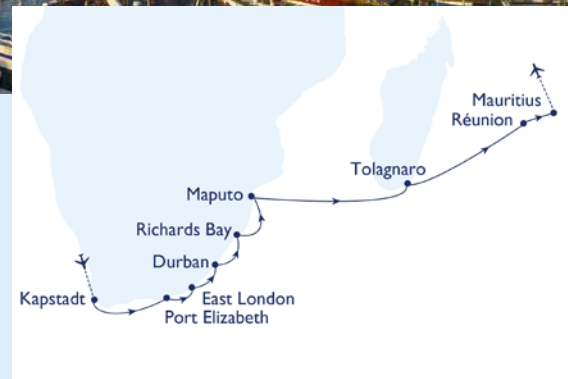 Mauritius
Réunion
Tolagnaro
Maputo
Richards Bay
Durban
Kapstadt
East London
Port Elizabeth